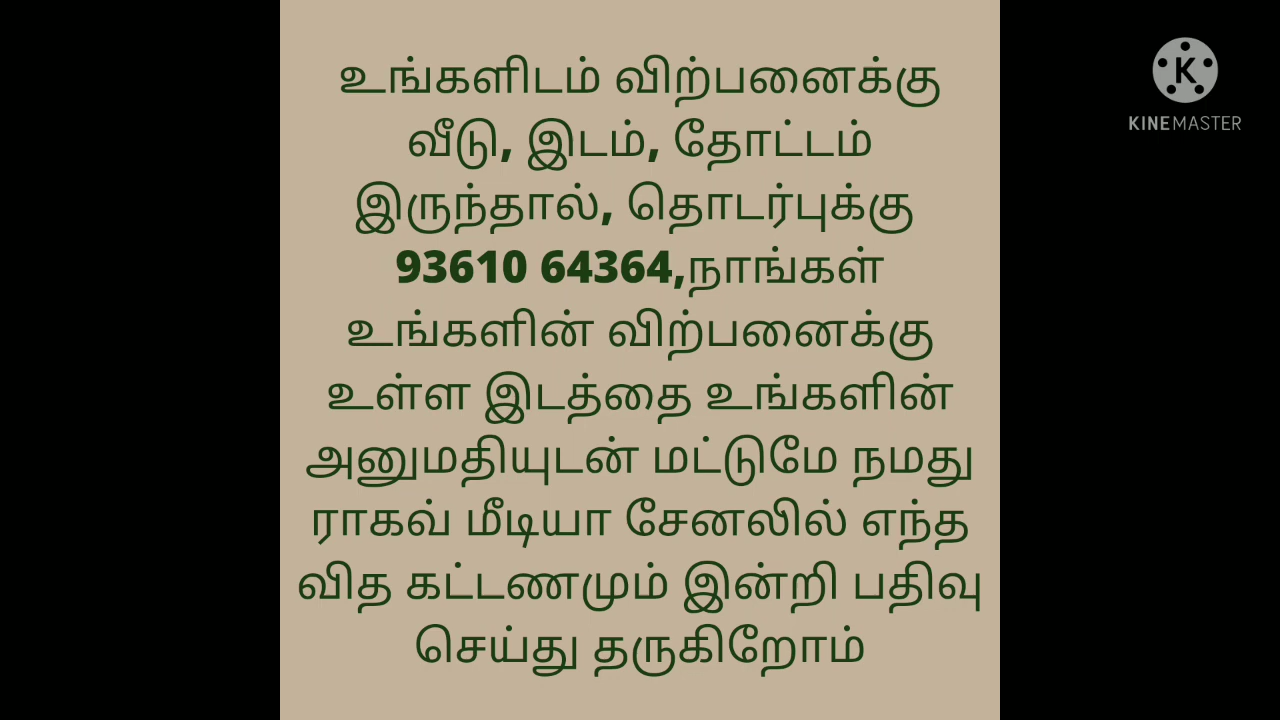 உங்களிடம் விற்பனைக்கு
வீடு, இடம், தோட்டம்
இருந்தால், தொடர்புக்கு
93610 64364,நாங்கள்
உங்களின் விற்பனைக்கு
உள்ள இடத்தை உங்களின்
அனுமதியுடன் மட்டுமே நமது
ராகவ் மீடியா சேனலில் எந்த
வித கட்டணமும் இன்றி பதிவு
செய்து தருகிறோம்
K
KINEMASTER